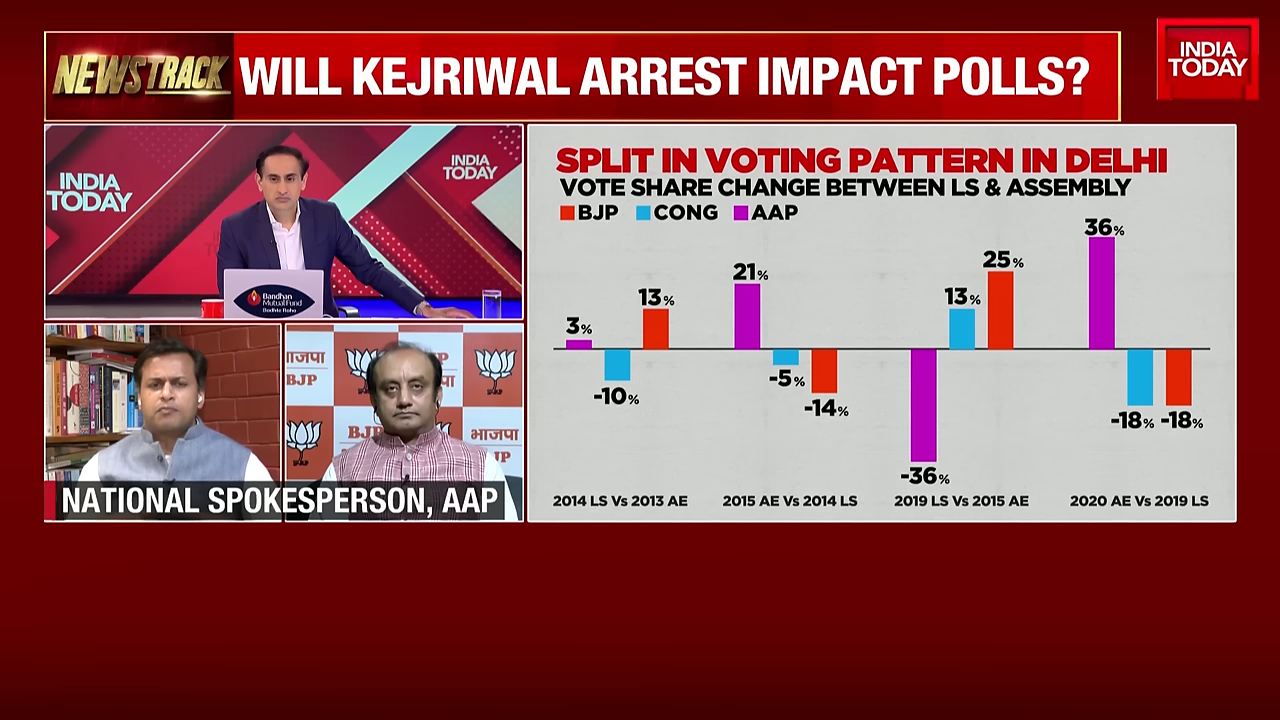 NEWSTRACK
WILL KEJRIWAL ARREST IMPACT POLLS?
INDIA
TODAY
INDIA
TODAY
INDIA
TODAY
Bandhan
Mutual Fund
Badhte Raho
BJP
भाजपा
BJP
NATIONAL SPOKESPERSON, AAP
SPLIT IN VOTING PATTERN IN DELHI
VOTE SHARE CHANGE BETWEEN LS & ASSEMBLY
BJP CONG AAP
3%
-10%
13%
21%
-5%
-14%
-36%
13%
25%
36%
-18%
-18%
2014 LS Vs 2013 AE
2015 AE Vs 2014 LS
2019 LS Vs 2015 AE
2020 AE Vs 2019 LS